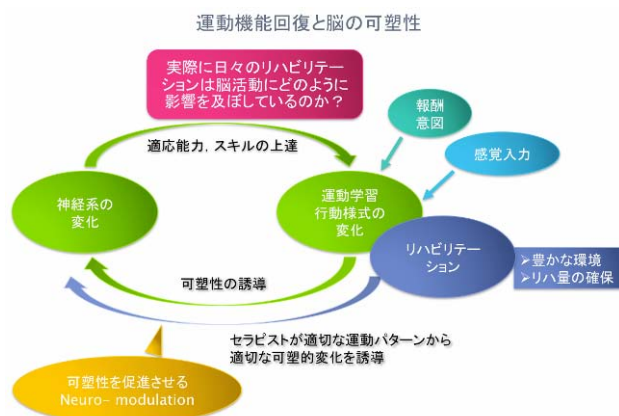 運動機能回復と脳の可塑性
実際に日々のリハビリテー
ションは脳活動にどのように
影響を及ぼしているのか？
報酬
意図
適応能力，スキルの上達
感覚入力
神経系の
変化
運動学習
行動様式の
変化
リハビリテー
ション
➢豊かな環境
➢リハ量の確保
可塑性の誘導
セラピストが適切な運動パターンから
適切な可塑的変化を誘導
可塑性を促進させる
Neuro- modulation